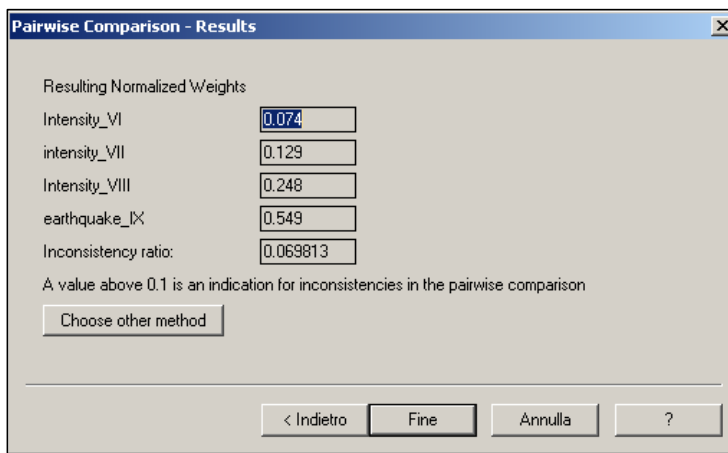 Pairwise Comparison - Results
Resulting Normalized Weights
Intensity_VI 0.074
intensity_VII 0.129
Intensity_VIII 0.248
earthquake_IX 0.549
Inconsistency ratio: 0.069813
A value above 0.1 is an indication for inconsistencies in the pairwise comparison
Choose other method
< Indietro Fine Annulla ?